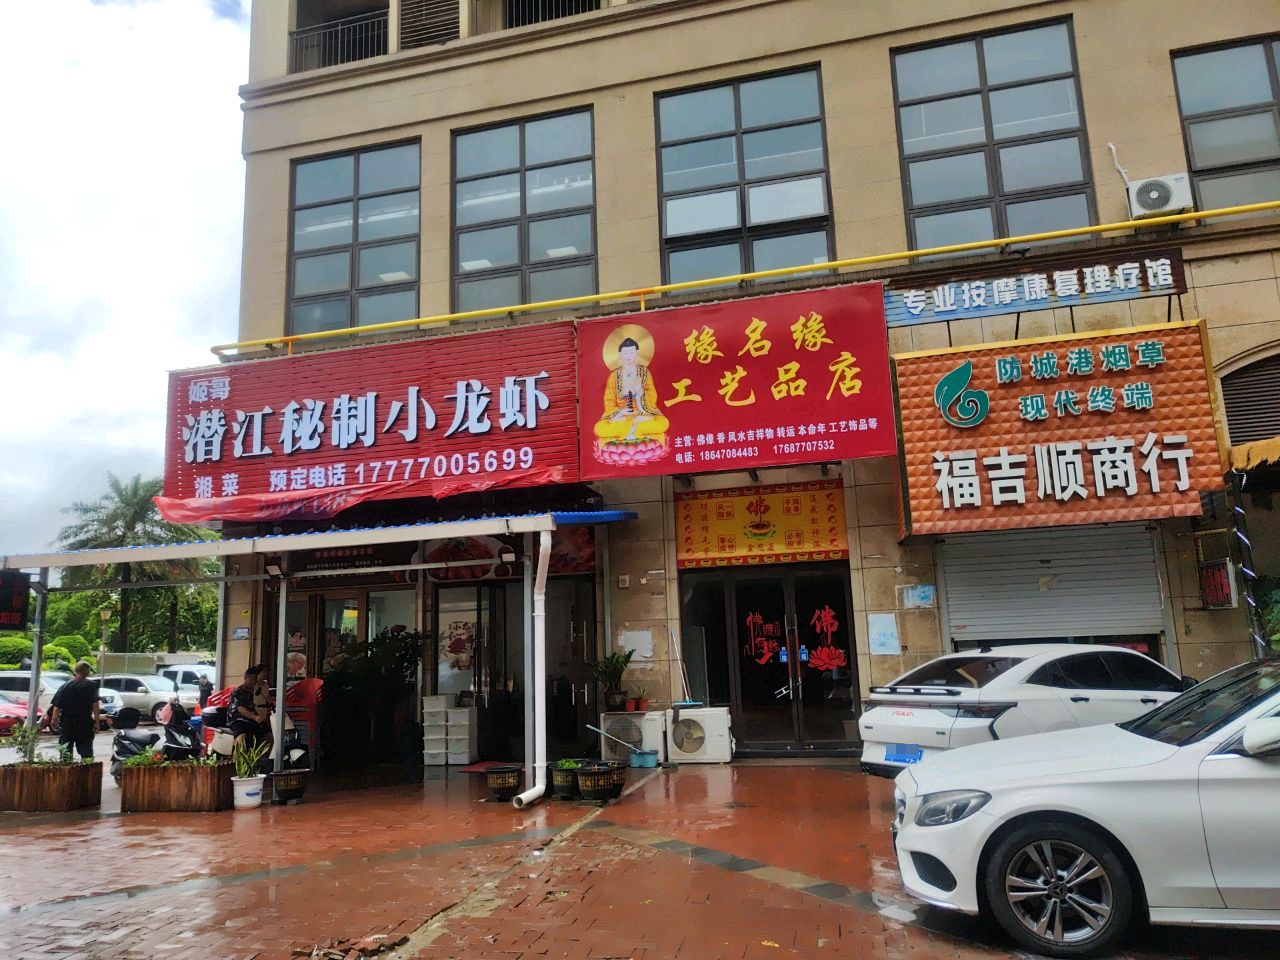 姬哥
潜江秘制小龙虾
湘菜 预定电话 17777005699
缘名缘
工艺品店
主营: 佛像 香 风水吉祥物 转运 本命年 工艺饰品等
电话: 18647084483 17687707532
专业按摩康复理疗馆
防城港烟草
现代终端
福吉顺商行
佛
佛